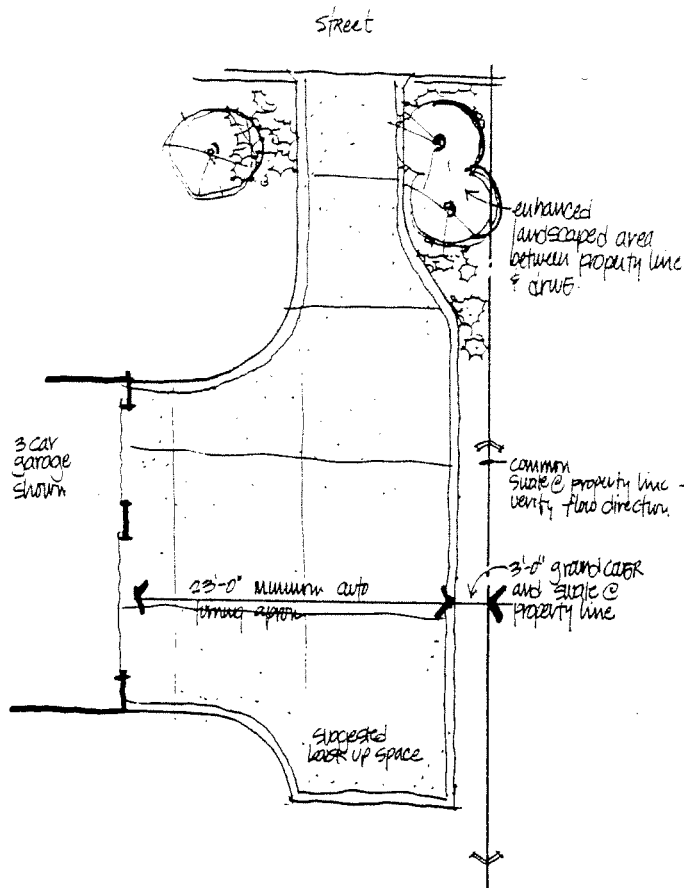 Street
enhanced
landscaped area
between property line
& drive
3 car
garage
shown
common
swale @ property line -
verify flow direction.
23'-0" minimum auto
turning apron
3'-0" groundcover
and swale @
property line
suggested
back up space